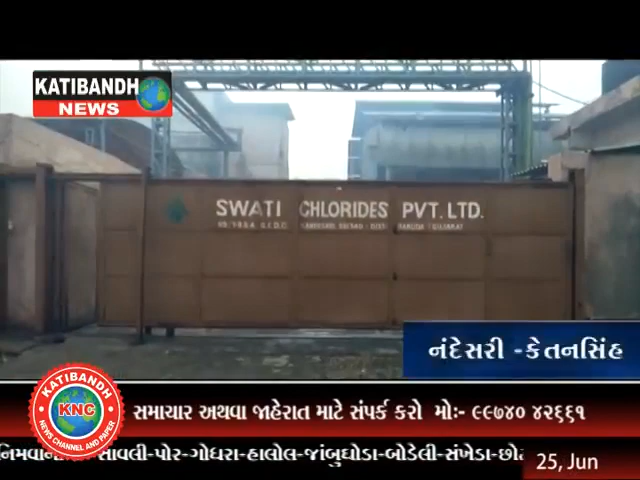 KATIBANDH
NEWS
SWATI CHLORIDES PVT. LTD.
નંદેસરી -કેતનસિંહ
KATIBANDH
KNC
NEWS CHANNEL AND PAPER
સમાચાર અથવા જાહેરાત માટે સંપર્ક કરો મોઃ- ૯૯૭૪૦ ૪૨૬૬૧
સાવલી-પોર-ગોધરા-હાલોલ-જાંબુઘોડા-બોડેલી-સંખેડા-છોટ
25, Jun